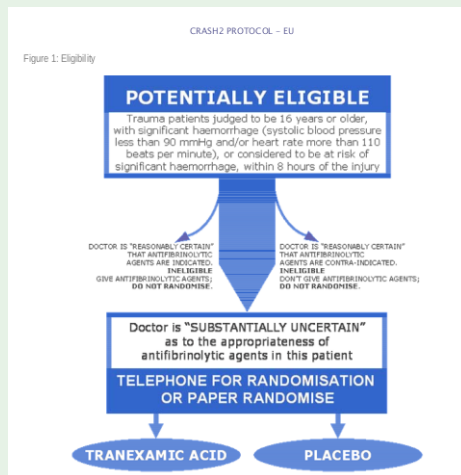 CRASH2 PROTOCOL – EU
Figure 1: Eligibility
POTENTIALLY ELIGIBLE
Trauma patients judged to be 16 years or older,
with significant haemorrhage (systolic blood pressure
less than 90 mmHg and/or heart rate more than 110
beats per minute), or considered to be at risk of
significant haemorrhage, within 8 hours of the injury
DOCTOR IS "REASONABLY CERTAIN"
THAT ANTIFIBRINOLYTIC
AGENTS ARE INDICATED.
INELIGIBLE
GIVE ANTIFIBRINOLYTIC AGENTS;
DO NOT RANDOMISE.
DOCTOR IS "REASONABLY CERTAIN"
THAT ANTIFIBRINOLYTIC
AGENTS ARE CONTRA-INDICATED.
INELIGIBLE
DON'T GIVE ANTIFIBRINOLYTIC AGENTS;
DO NOT RANDOMISE.
Doctor is "SUBSTANTIALLY UNCERTAIN"
as to the appropriateness of
antifibrinolytic agents in this patient
TELEPHONE FOR RANDOMISATION
OR PAPER RANDOMISE
TRANEXAMIC ACID
PLACEBO